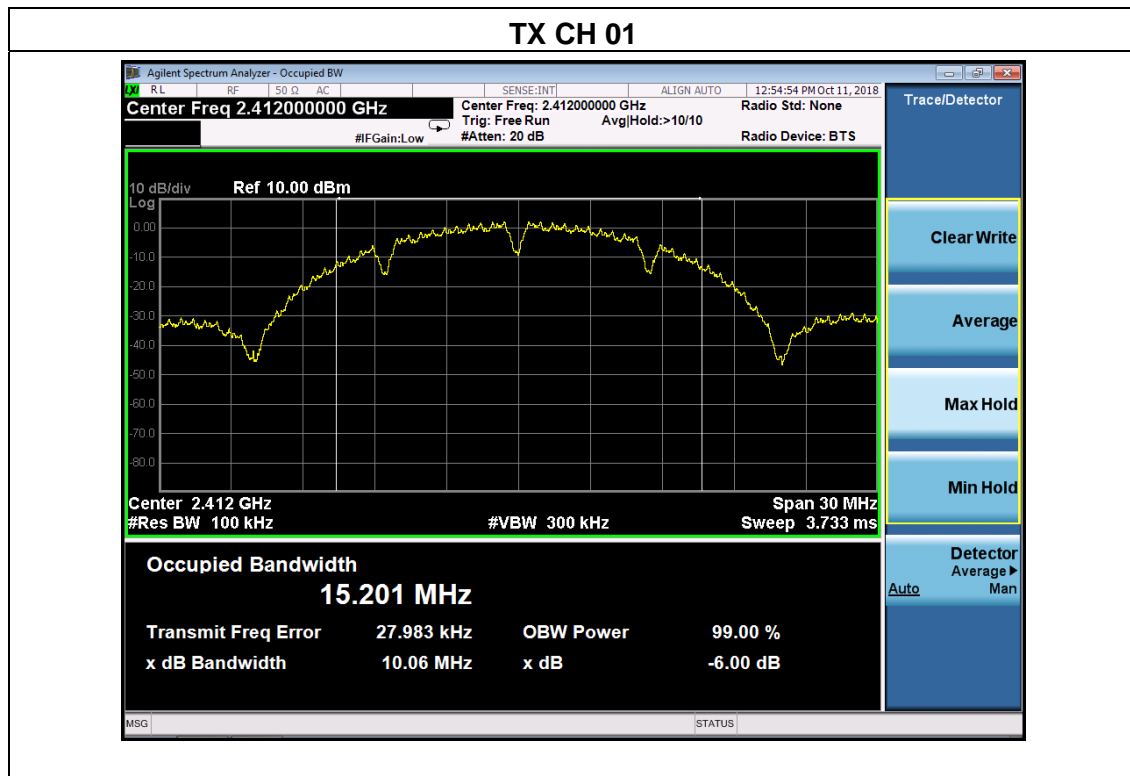 TX CH 01
Agilent Spectrum Analyzer - Occupied BW
LXI RL RF 50 Ω AC SENSE:INT ALIGN AUTO 12:54:54 PM Oct 11, 2018
Center Freq 2.412000000 GHz
Center Freq: 2.412000000 GHz Radio Std: None
Trig: Free Run Avg|Hold:>10/10
#IFGain:Low #Atten: 20 dB Radio Device: BTS
Trace/Detector
10 dB/div Ref 10.00 dBm
Log
0.00
-10.0
-20.0
-30.0
-40.0
-50.0
-60.0
-70.0
-80.0
Center 2.412 GHz Span 30 MHz
#Res BW 100 kHz #VBW 300 kHz Sweep 3.733 ms
Occupied Bandwidth
15.201 MHz
Transmit Freq Error 27.983 kHz OBW Power 99.00 %
x dB Bandwidth 10.06 MHz x dB -6.00 dB
Clear Write
Average
Max Hold
Min Hold
Detector
Average▶
Auto Man
MSG STATUS